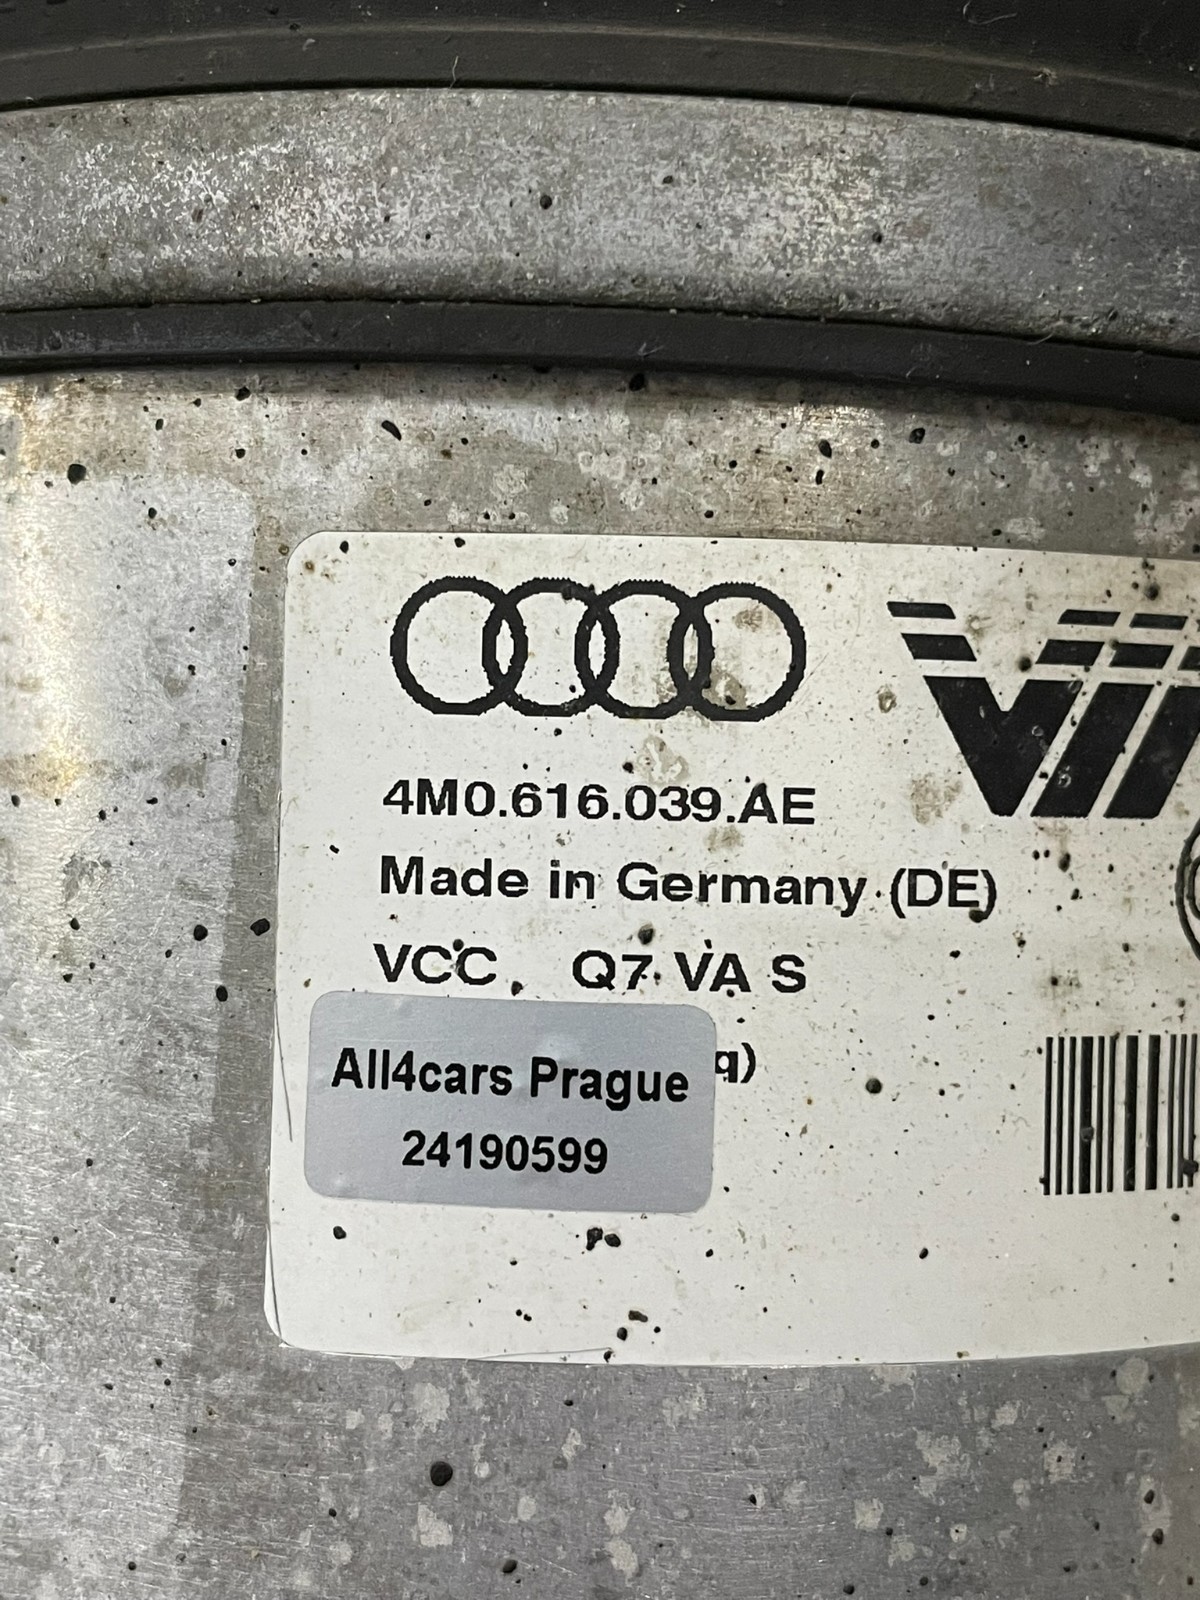 4M0.616.039.AE
Made in Germany (DE)
VCC Q7 VA S
q)
All4cars Prague
24190599